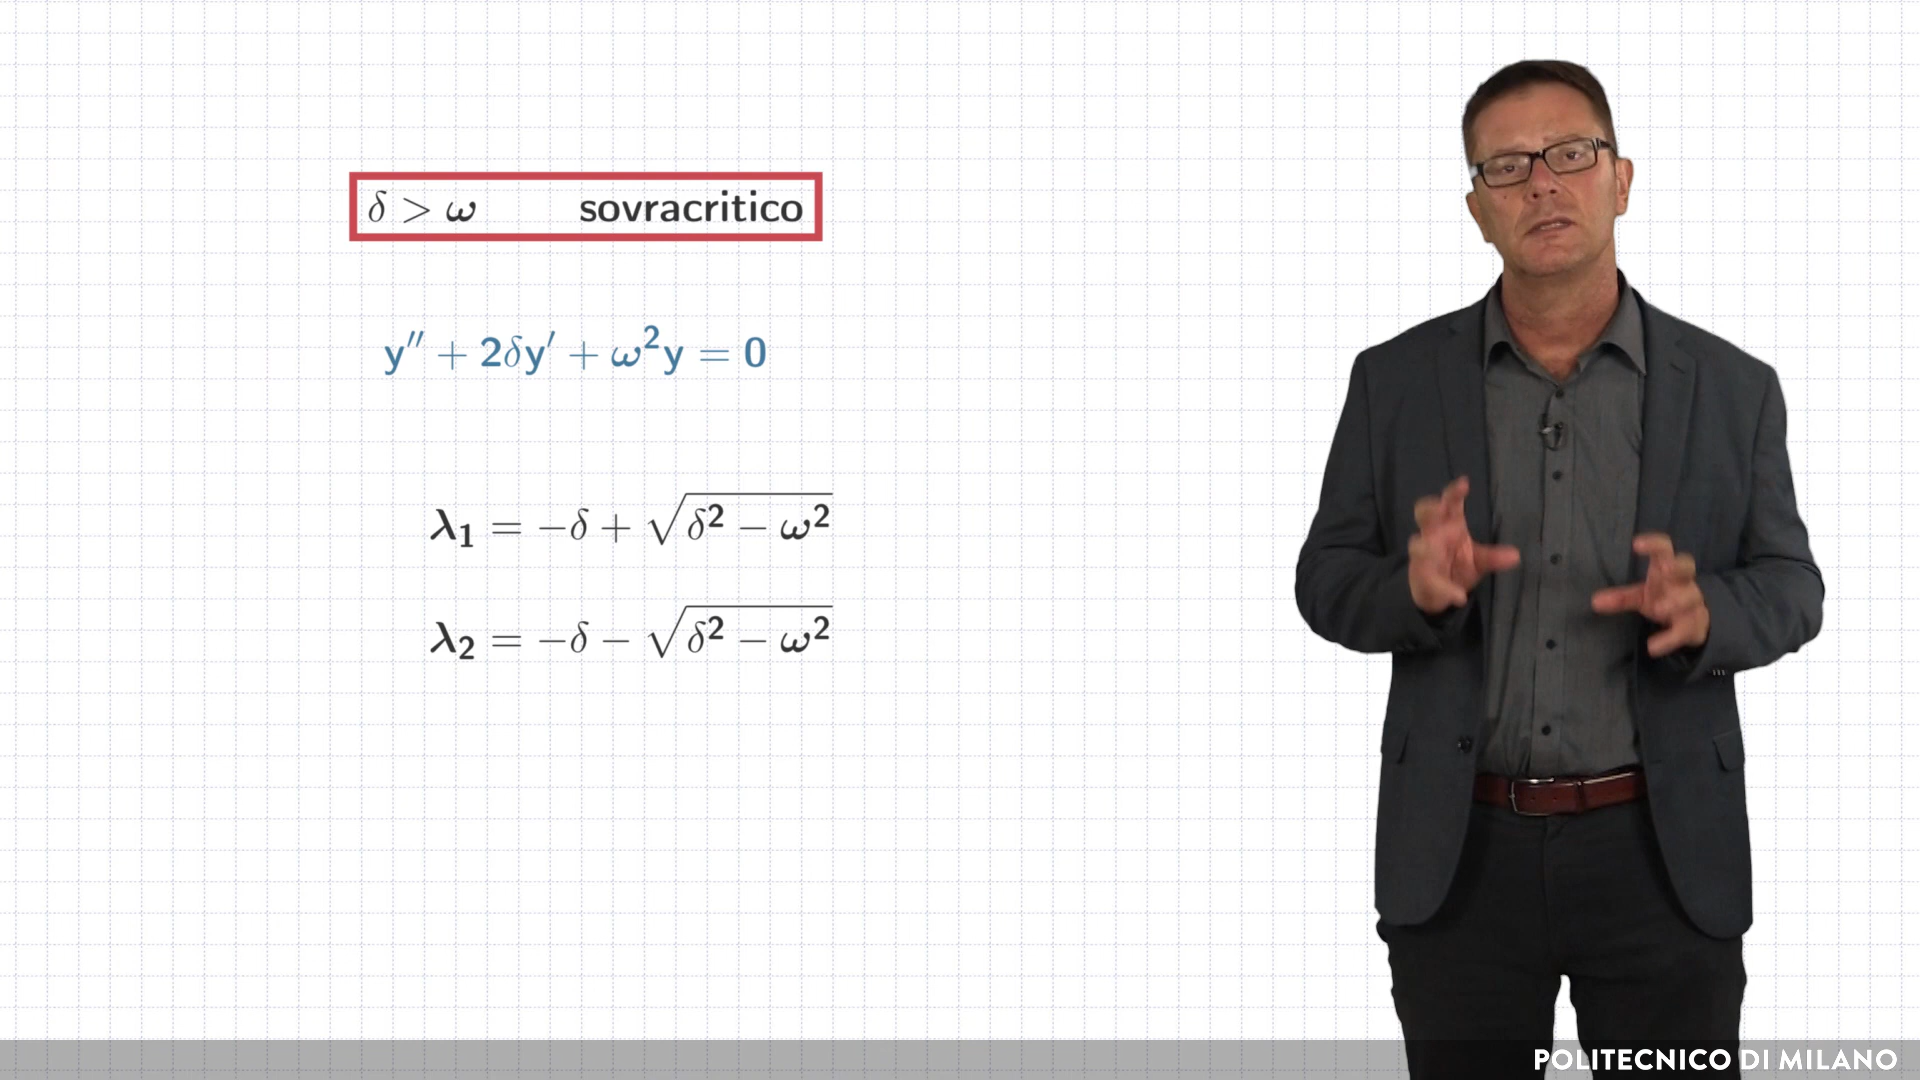 δ > ω sovracritico
y″ + 2δy′ + ω²y = 0
λ₁ = −δ + √(δ² − ω²)
λ₂ = −δ − √(δ² − ω²)
POLITECNICO DI MILANO